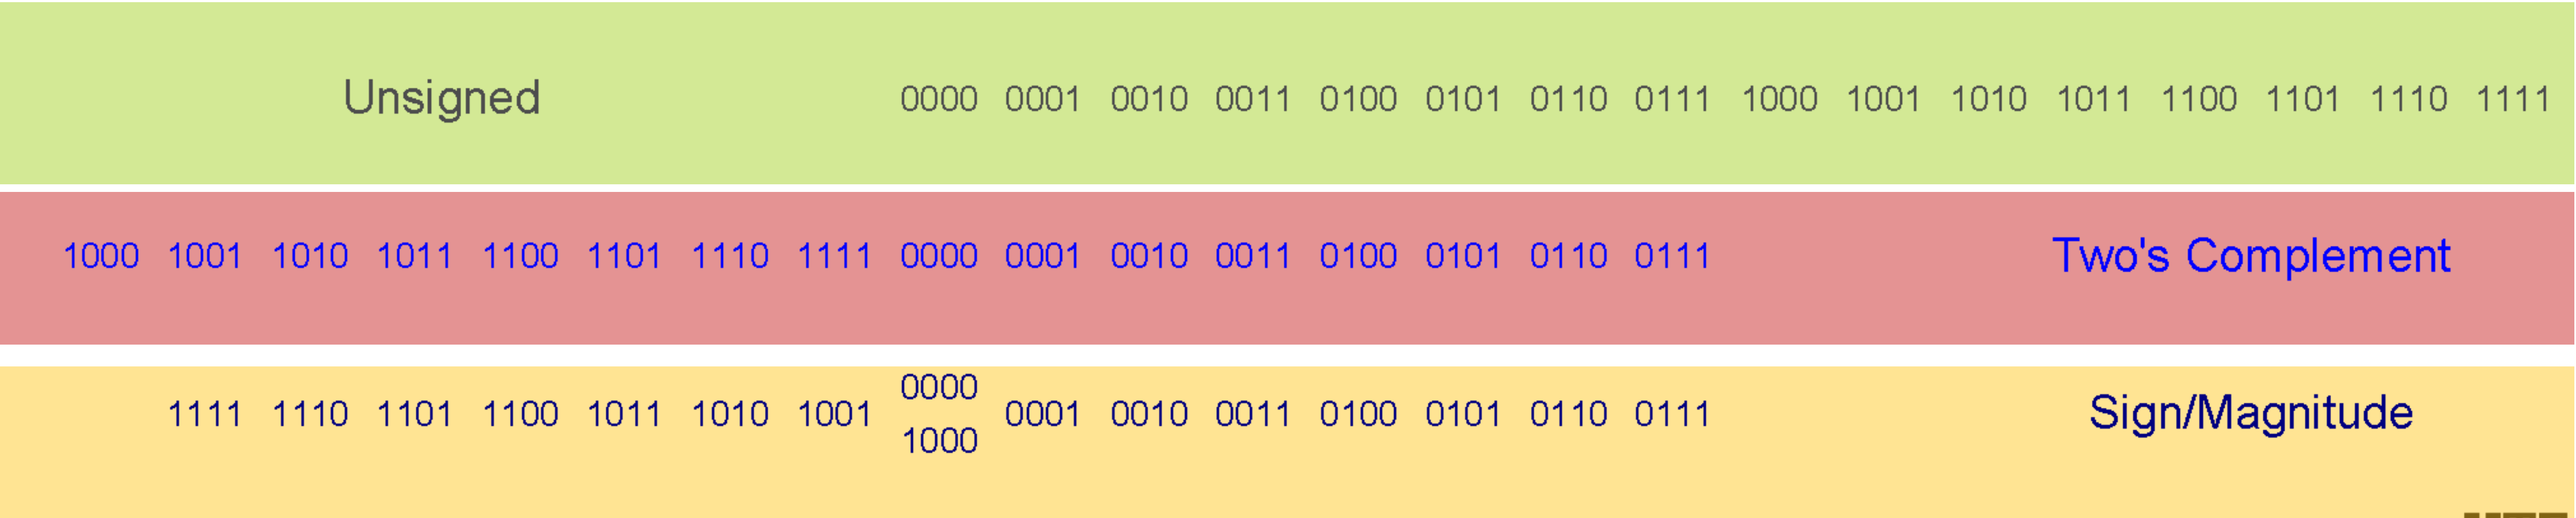 Unsigned 0000 0001 0010 0011 0100 0101 0110 0111 1000 1001 1010 1011 1100 1101 1110 1111
1000 1001 1010 1011 1100 1101 1110 1111 0000 0001 0010 0011 0100 0101 0110 0111 Two's Complement
0000
1111 1110 1101 1100 1011 1010 1001 0001 0010 0011 0100 0101 0110 0111 Sign/Magnitude
1000